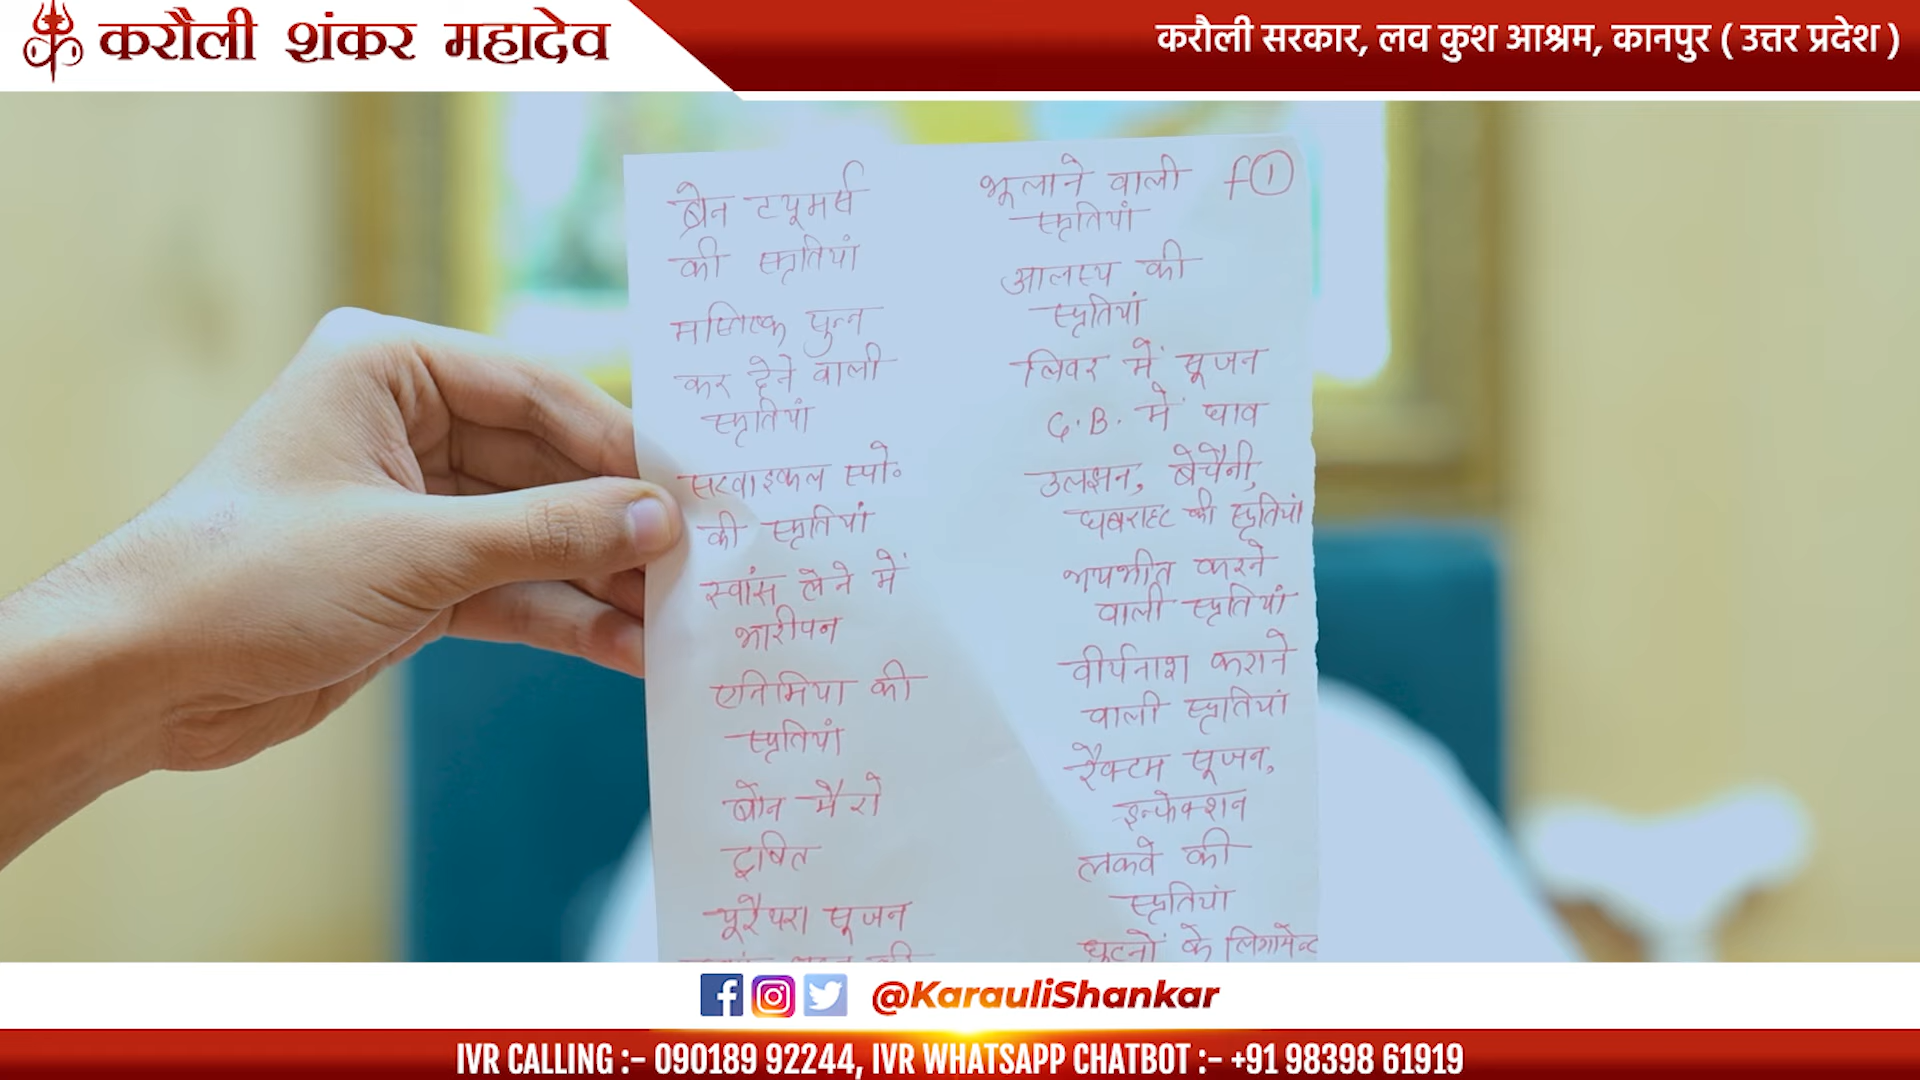 करौली शंकर महादेव
करौली सरकार, लव कुश आश्रम, कानपुर ( उत्तर प्रदेश )
ब्रेन ट्यूमर्स
की स्मृतियां
मस्तिष्क सुन्न
कर देने वाली
स्मृतियां
सरवाइकल स्पो॰
की स्मृतियां
स्वांस लेने में
भारीपन
एनिमिया की
स्मृतियां
बोन मैरो
दूषित
यूरेथरा सूजन
भूलाने वाली f1
स्मृतियां
आलस्य की
स्मृतियां
लिवर में सूजन
G.B. में घाव
उलझन, बेचैनी,
घबराहट की स्मृतियां
भयभीत करने
वाली स्मृतियां
वीर्यनाश कराने
वाली स्मृतियां
रैक्टम सूजन,
इन्फेक्शन
लकवे की
स्मृतियां
घुटनों के लिगामेन्ट
@KarauliShankar
IVR CALLING :- 090189 92244, IVR WHATSAPP CHATBOT :- +91 98398 61919